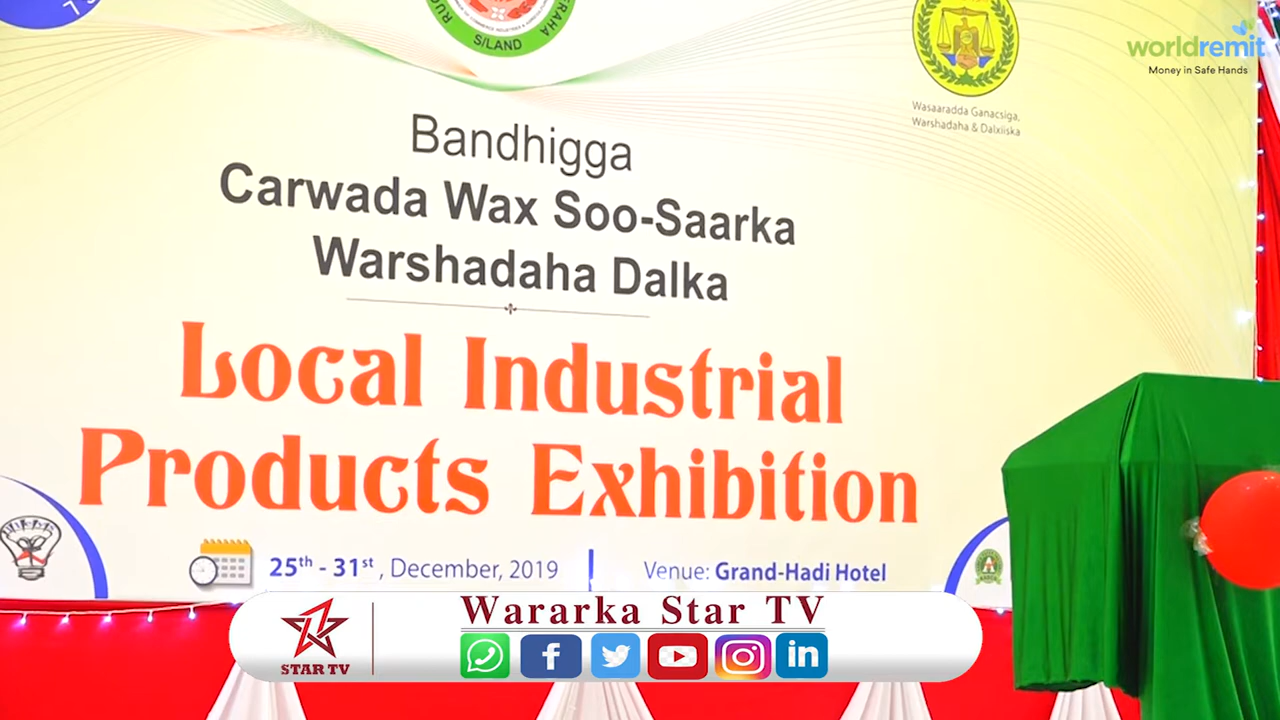 S/LAND
worldremit
Money in Safe Hands
Wasaaradda Ganacsiga,
Warshadaha & Dalxiiska
Bandhigga
Carwada Wax Soo-Saarka
Warshadaha Dalka
Local Industrial
Products Exhibition
25th - 31st , December, 2019
Venue: Grand-Hadi Hotel
Wararka Star TV
STAR TV